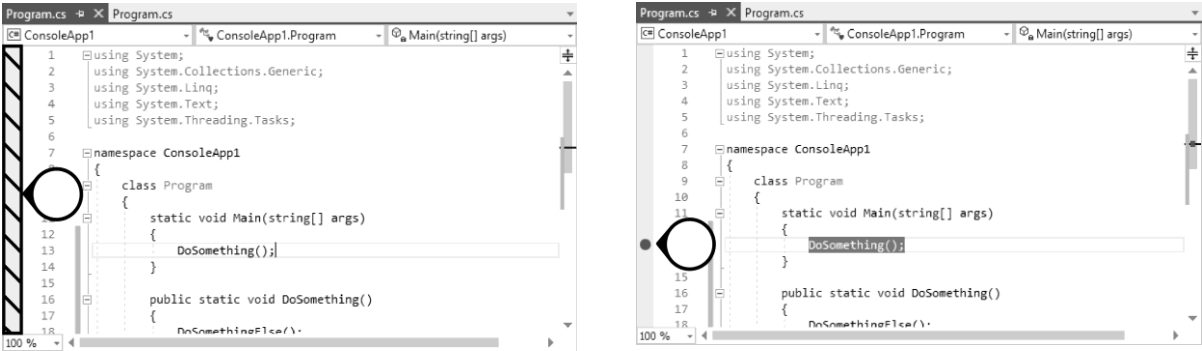 Program.cs Program.cs
C# ConsoleApp1 ConsoleApp1.Program Main(string[] args)
1 using System;
2 using System.Collections.Generic;
3 using System.Linq;
4 using System.Text;
5 using System.Threading.Tasks;
6
7 namespace ConsoleApp1
{
class Program
{
static void Main(string[] args)
12 {
13 DoSomething();
14 }
15
16 public static void DoSomething()
17 {
18 DoSomethingElse();
100 %
Program.cs Program.cs
C# ConsoleApp1 ConsoleApp1.Program Main(string[] args)
1 using System;
2 using System.Collections.Generic;
3 using System.Linq;
4 using System.Text;
5 using System.Threading.Tasks;
6
7 namespace ConsoleApp1
8 {
9 class Program
10 {
11 static void Main(string[] args)
{
DoSomething();
}
15
16 public static void DoSomething()
17 {
18 DoSomethingElse();
100 %